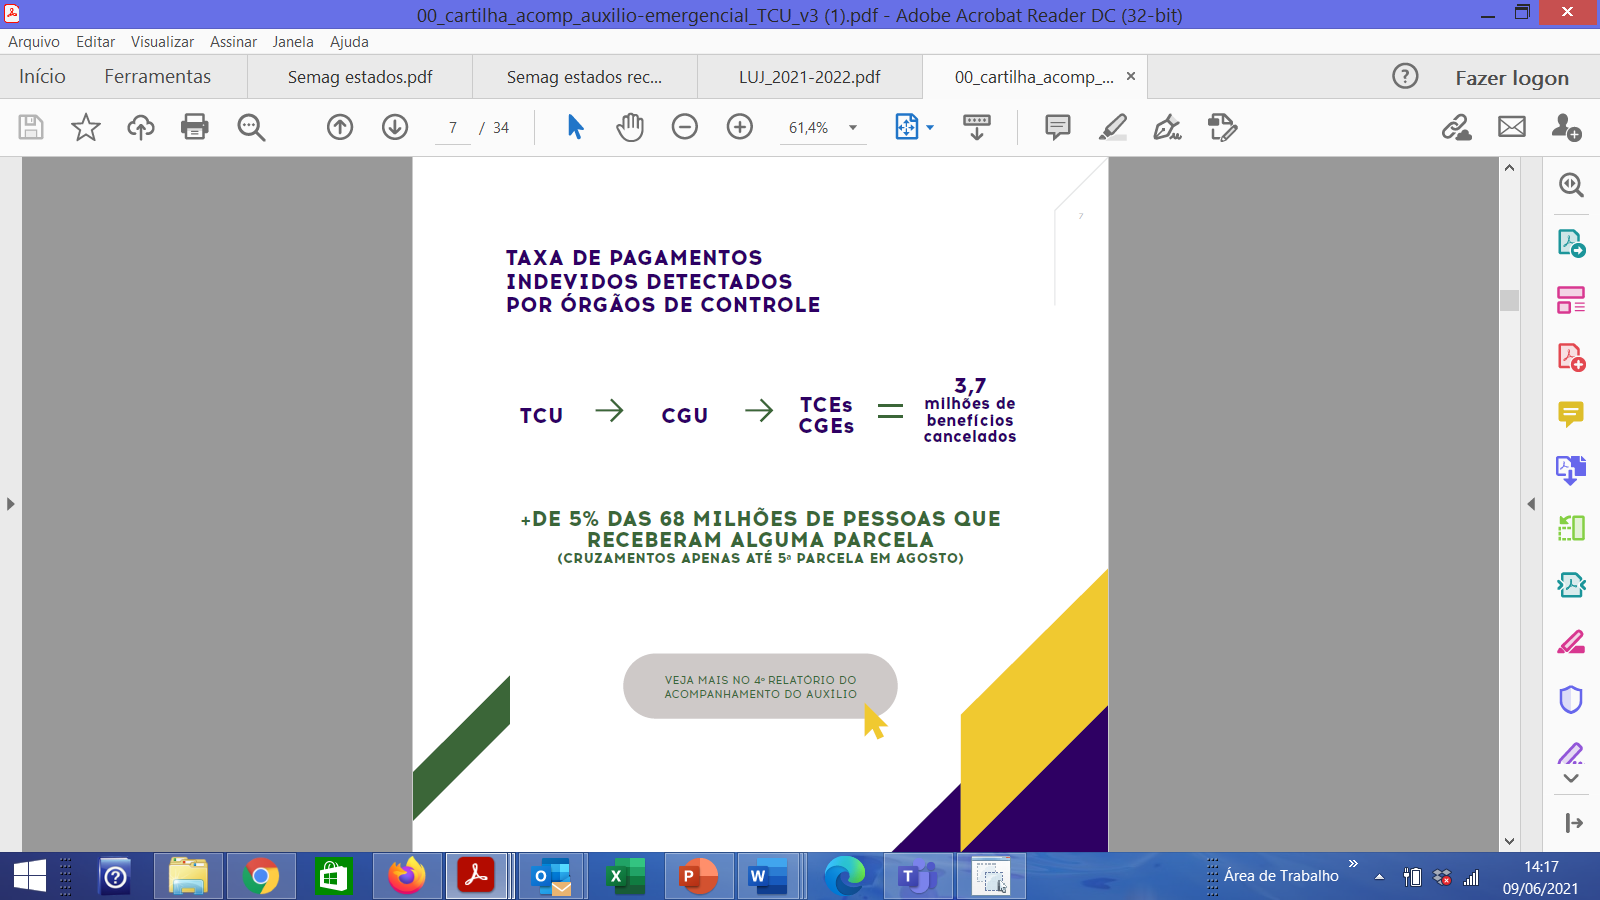 00_cartilha_acomp_auxilio-emergencial_TCU_v3 (1).pdf - Adobe Acrobat Reader DC (32-bit)
Arquivo Editar Visualizar Assinar Janela Ajuda
Início Ferramentas Semag estados.pdf Semag estados rec... LUJ_2021-2022.pdf 00_cartilha_acomp_... × Fazer logon
7 / 34 61,4%
7
TAXA DE PAGAMENTOS
INDEVIDOS DETECTADOS
POR ÓRGÃOS DE CONTROLE
TCU → CGU → TCEs CGEs = 3,7
milhões de
benefícios
cancelados
+DE 5% DAS 68 MILHÕES DE PESSOAS QUE
RECEBERAM ALGUMA PARCELA
(CRUZAMENTOS APENAS ATÉ 5ª PARCELA EM AGOSTO)
VEJA MAIS NO 4º RELATÓRIO DO
ACOMPANHAMENTO DO AUXÍLIO
Área de Trabalho
14:17
09/06/2021